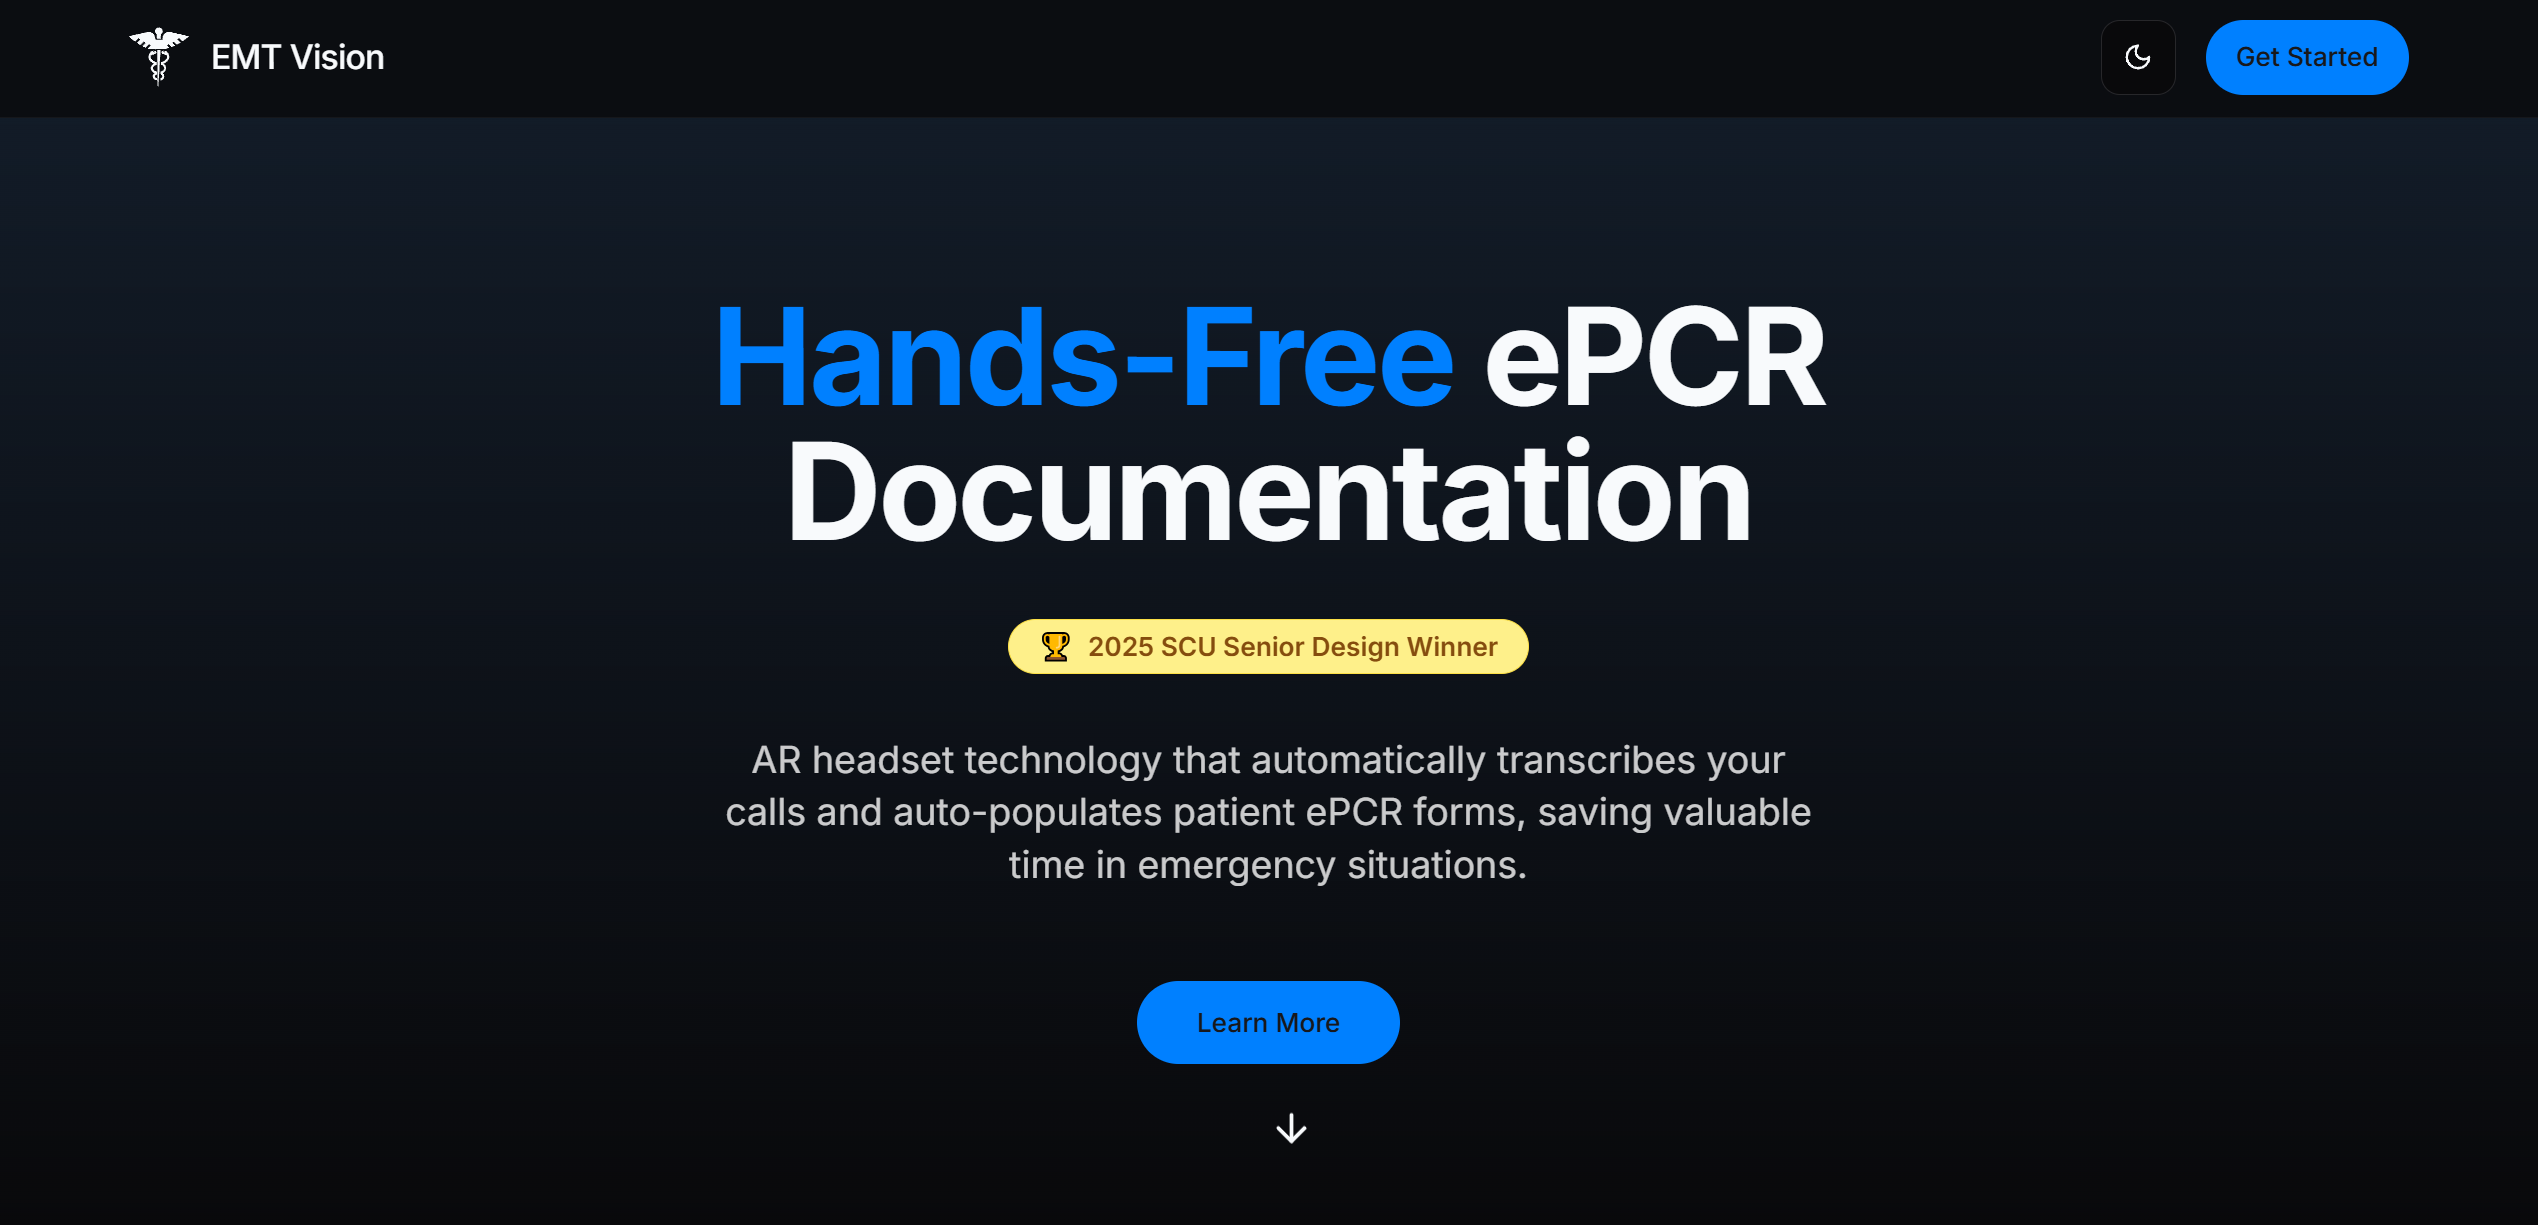 EMT Vision
Get Started
Hands-Free ePCR
Documentation
2025 SCU Senior Design Winner
AR headset technology that automatically transcribes your
calls and auto-populates patient ePCR forms, saving valuable
time in emergency situations.
Learn More